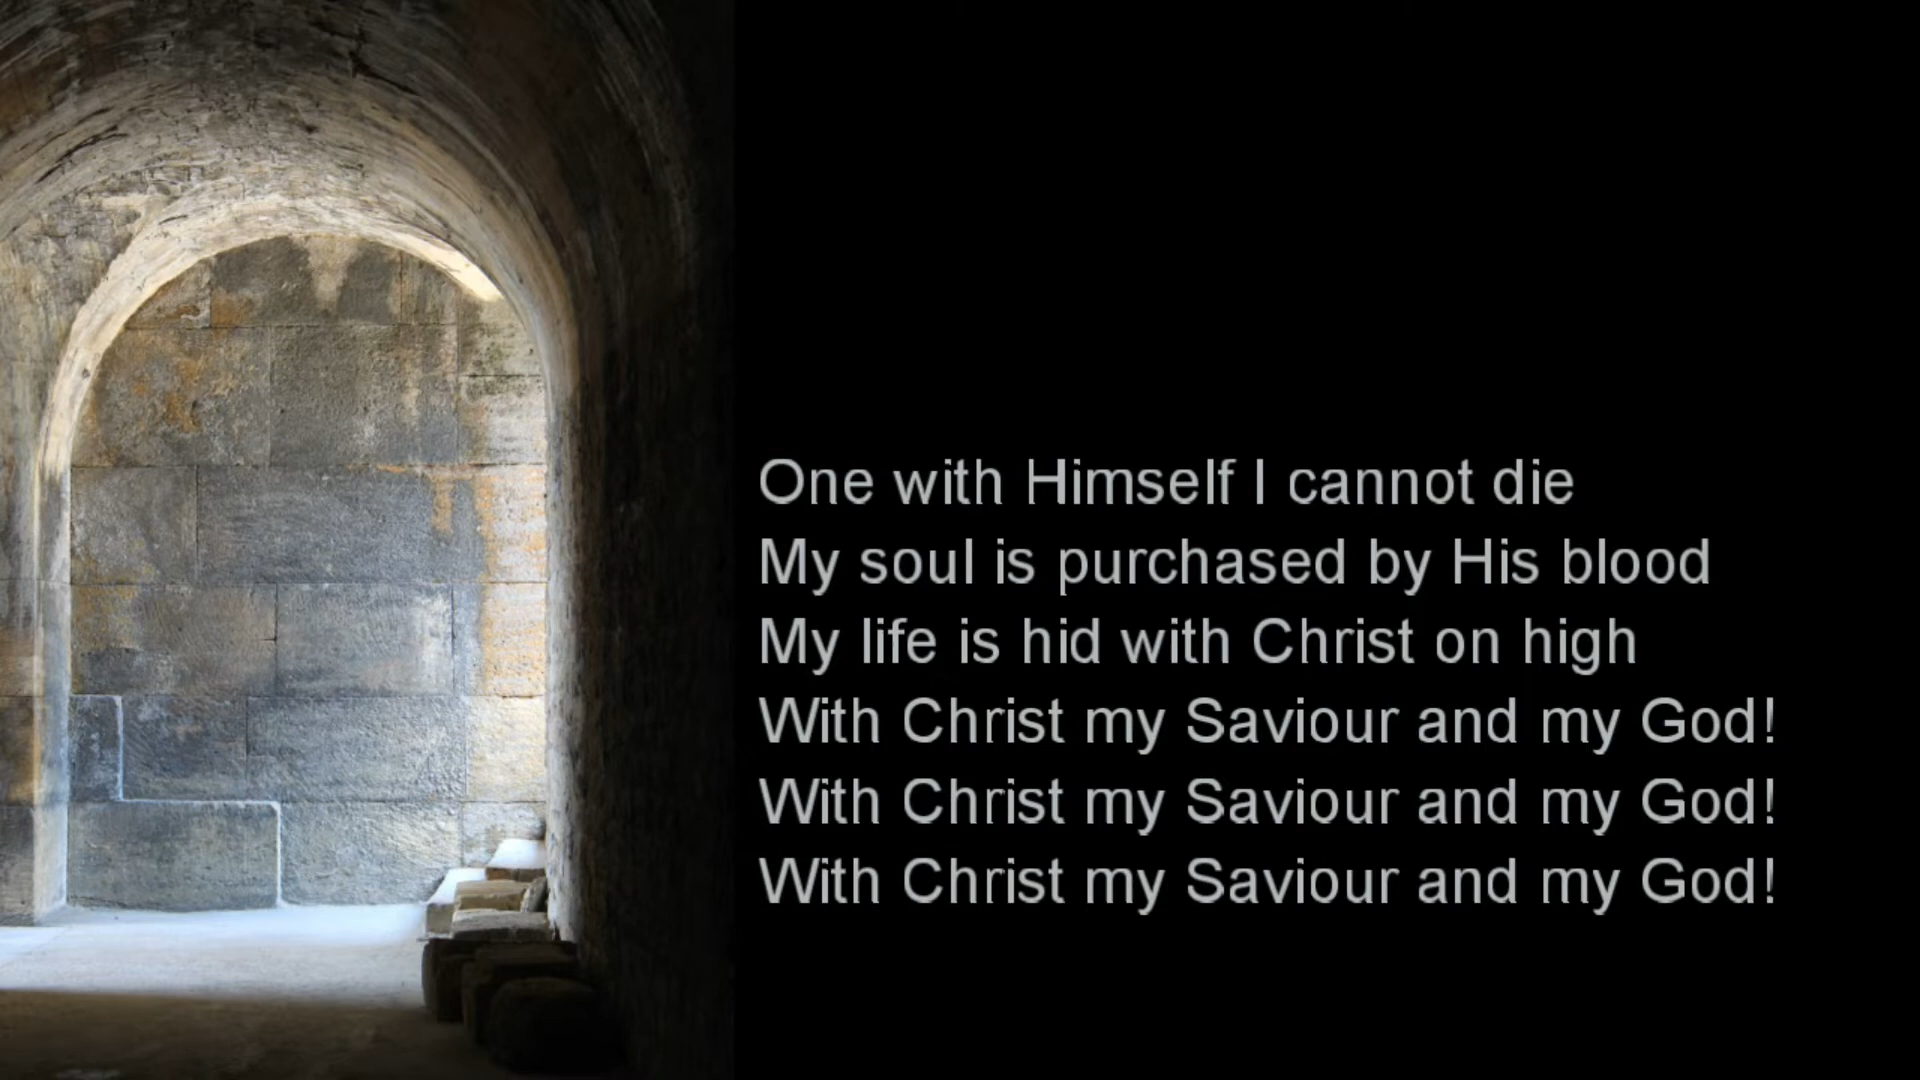 One with Himself I cannot die
My soul is purchased by His blood
My life is hid with Christ on high
With Christ my Saviour and my God!
With Christ my Saviour and my God!
With Christ my Saviour and my God!